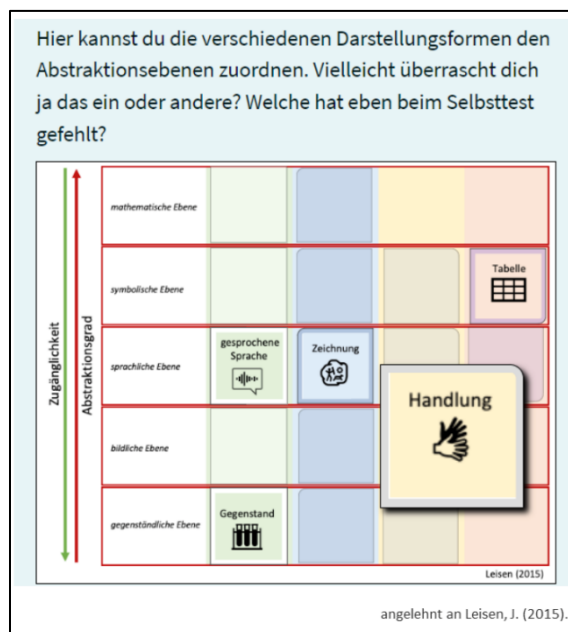 Hier kannst du die verschiedenen Darstellungsformen den
Abstraktionsebenen zuordnen. Vielleicht überrascht dich
ja das ein oder andere? Welche hat eben beim Selbsttest
gefehlt?
Zugänglichkeit
Abstraktionsgrad
mathematische Ebene
symbolische Ebene
Tabelle
sprachliche Ebene
gesprochene
Sprache
Zeichnung
Handlung
bildliche Ebene
gegenständliche Ebene
Gegenstand
Leisen (2015)
angelehnt an Leisen, J. (2015).